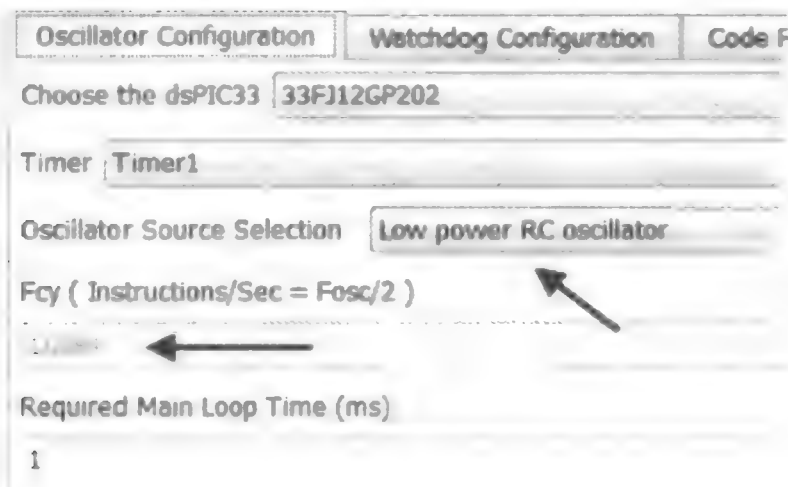 Oscillator Configuration Watchdog Configuration Code
Choose the dsPIC33 33FJ12GP202
Timer Timer1
Oscillator Source Selection Low power RC oscillator
Fcy ( Instructions/Sec = Fosc/2 )
Required Main Loop Time (ms)
1